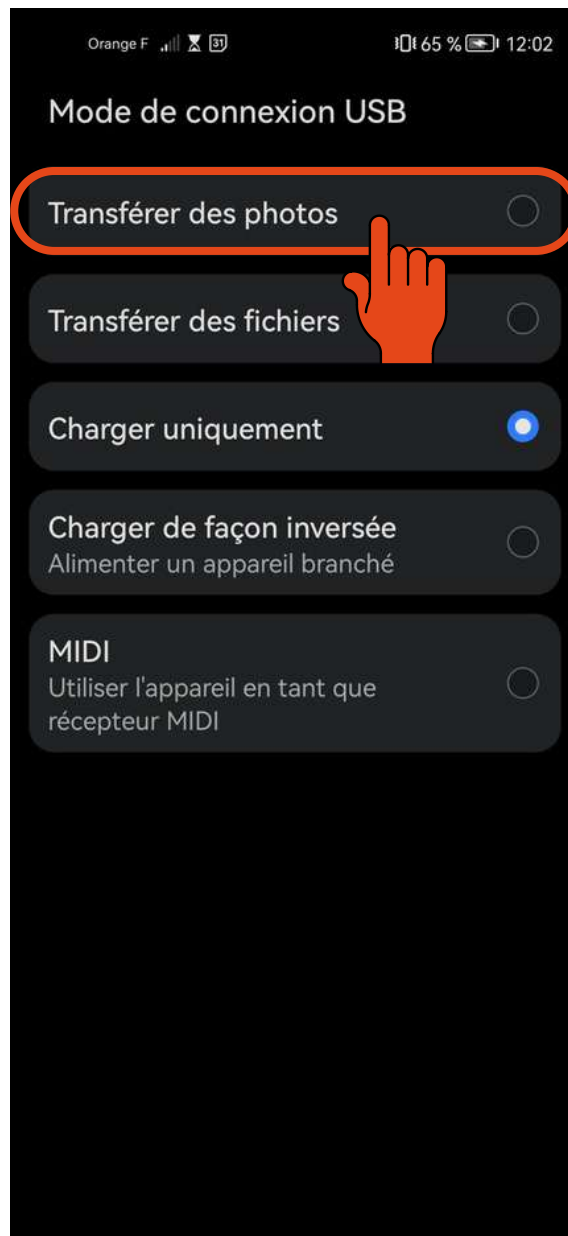 Orange F 31 65 % 12:02
Mode de connexion USB
Transférer des photos
Transférer des fichiers
Charger uniquement
Charger de façon inversée
Alimenter un appareil branché
MIDI
Utiliser l'appareil en tant que
récepteur MIDI